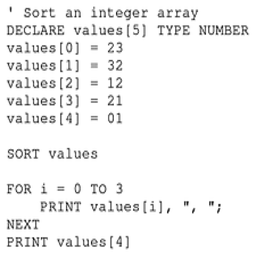 ' Sort an integer array
DECLARE values[5] TYPE NUMBER
values[0] = 23
values[1] = 32
values[2] = 12
values[3] = 21
values[4] = 01

SORT values

FOR i = 0 TO 3
    PRINT values[i], ", ";
NEXT
PRINT values[4]